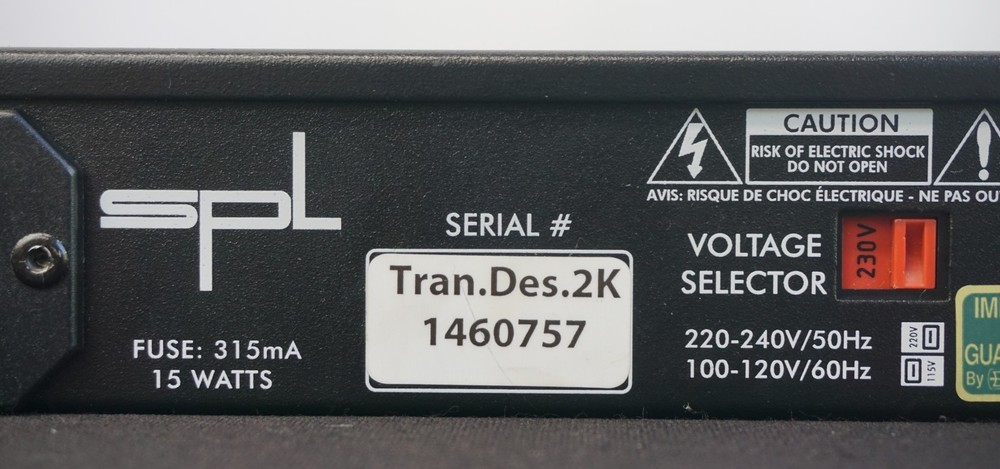 spl
FUSE: 315mA
15 WATTS
SERIAL #
Tran.Des.2K
1460757
CAUTION
RISK OF ELECTRIC SHOCK
DO NOT OPEN
AVIS: RISQUE DE CHOC ÉLECTRIQUE - NE PAS
VOLTAGE
SELECTOR
230V
220-240V/50Hz
220V
100-120V/60Hz
115V
By